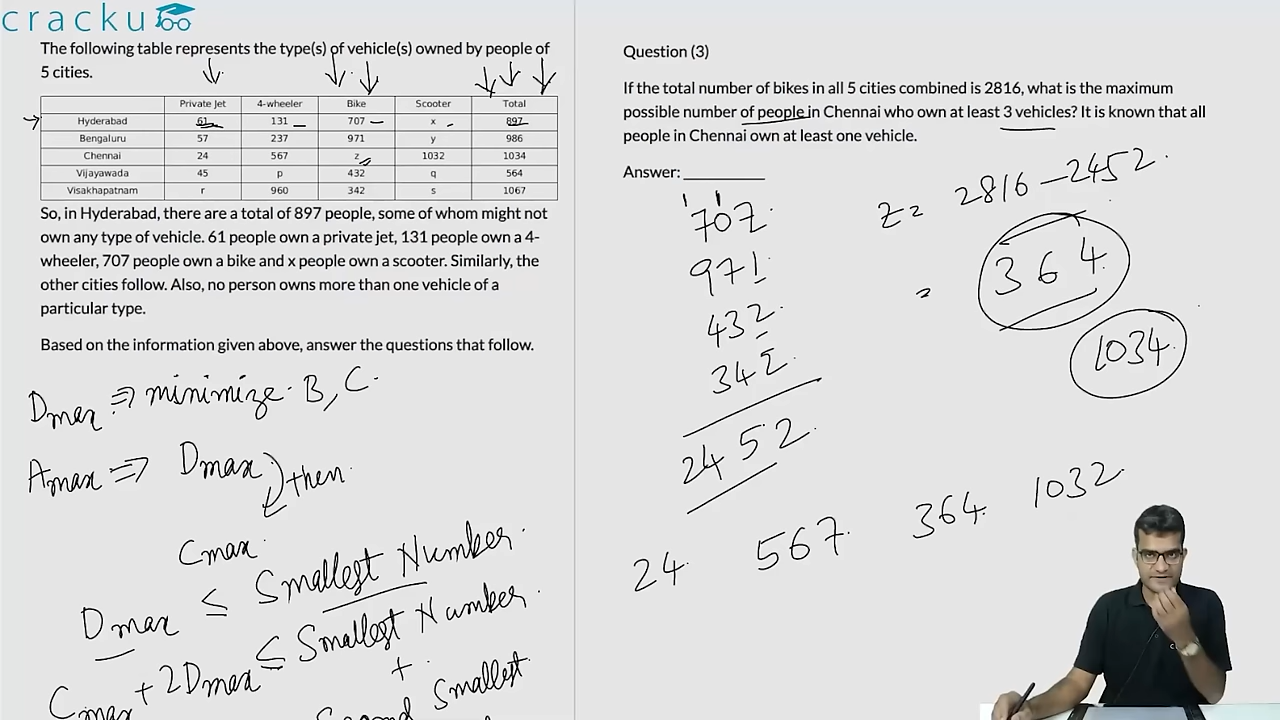 cracku
The following table represents the type(s) of vehicle(s) owned by people of
5 cities.
Private Jet 4-wheeler Bike Scooter Total
Hyderabad 61 131 707 x 897
Bengaluru 57 237 971 y 986
Chennai 24 567 z 1032 1034
Vijayawada 45 p 432 q 564
Visakhapatnam r 960 342 s 1067
So, in Hyderabad, there are a total of 897 people, some of whom might not
own any type of vehicle. 61 people own a private jet, 131 people own a 4-
wheeler, 707 people own a bike and x people own a scooter. Similarly, the
other cities follow. Also, no person owns more than one vehicle of a
particular type.
Based on the information given above, answer the questions that follow.
Dmax ⇒ minimize B, C.
Amax ⇒ Dmax
then
Cmax
Dmax ≤ Smallest Number.
Cmax + 2Dmax ≤ Smallest Number
+
Second Smallest
Question (3)
If the total number of bikes in all 5 cities combined is 2816, what is the maximum
possible number of people in Chennai who own at least 3 vehicles? It is known that all
people in Chennai own at least one vehicle.
Answer: __________
1 1
707
971
432
342
2452
z = 2816 - 2452
= 364
1034
24 567 364 1032